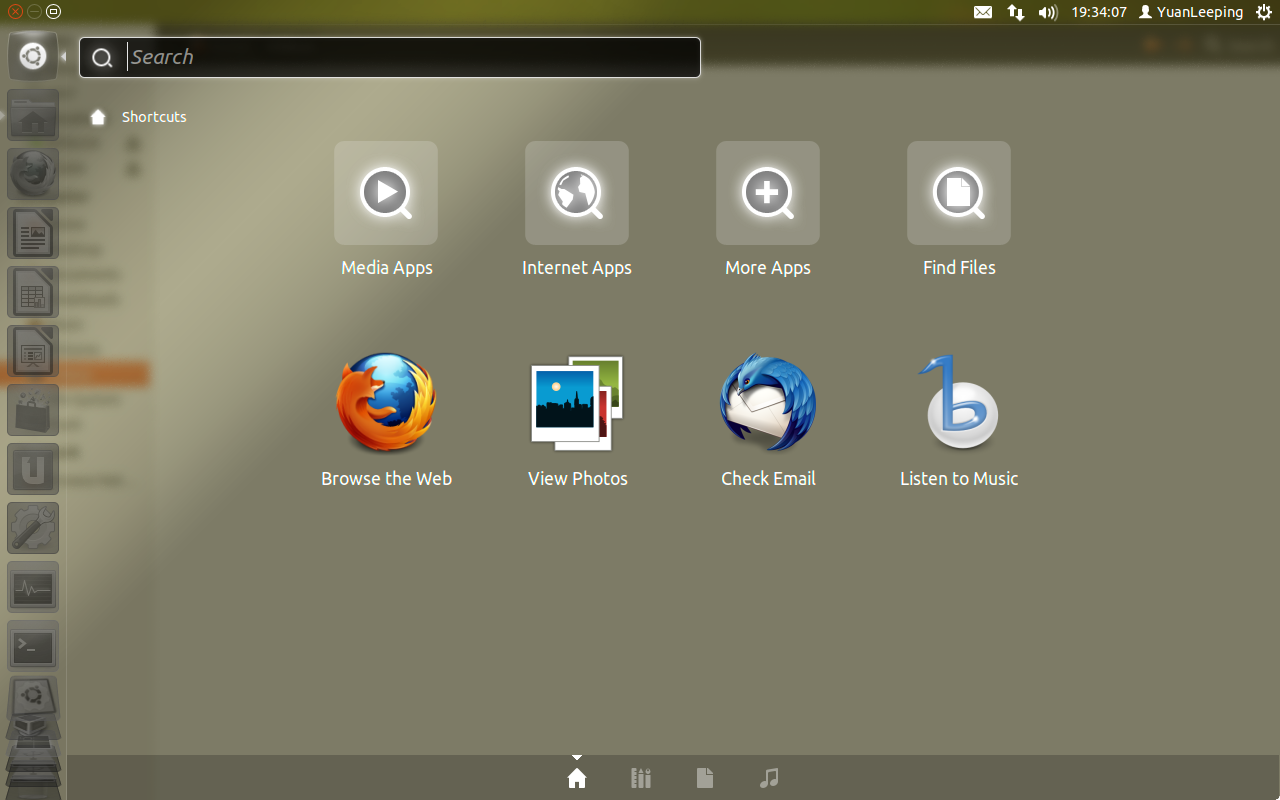 19:34:07 YuanLeeping
Search
Shortcuts
Media Apps
Internet Apps
More Apps
Find Files
Browse the Web
View Photos
Check Email
Listen to Music